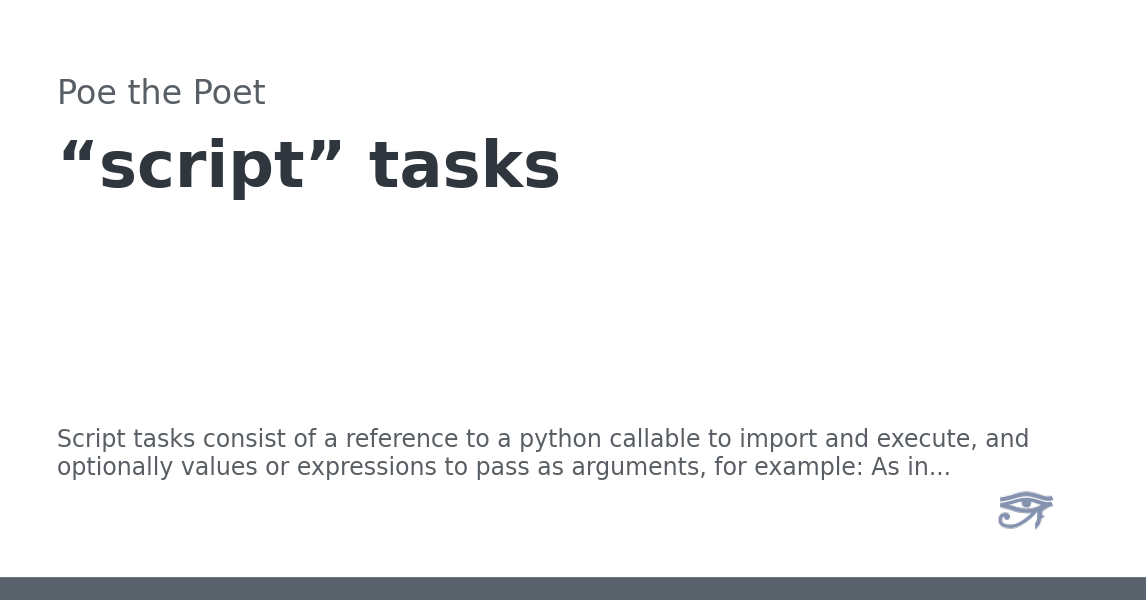 Poe the Poet
“script” tasks
Script tasks consist of a reference to a python callable to import and execute, and
optionally values or expressions to pass as arguments, for example: As in...